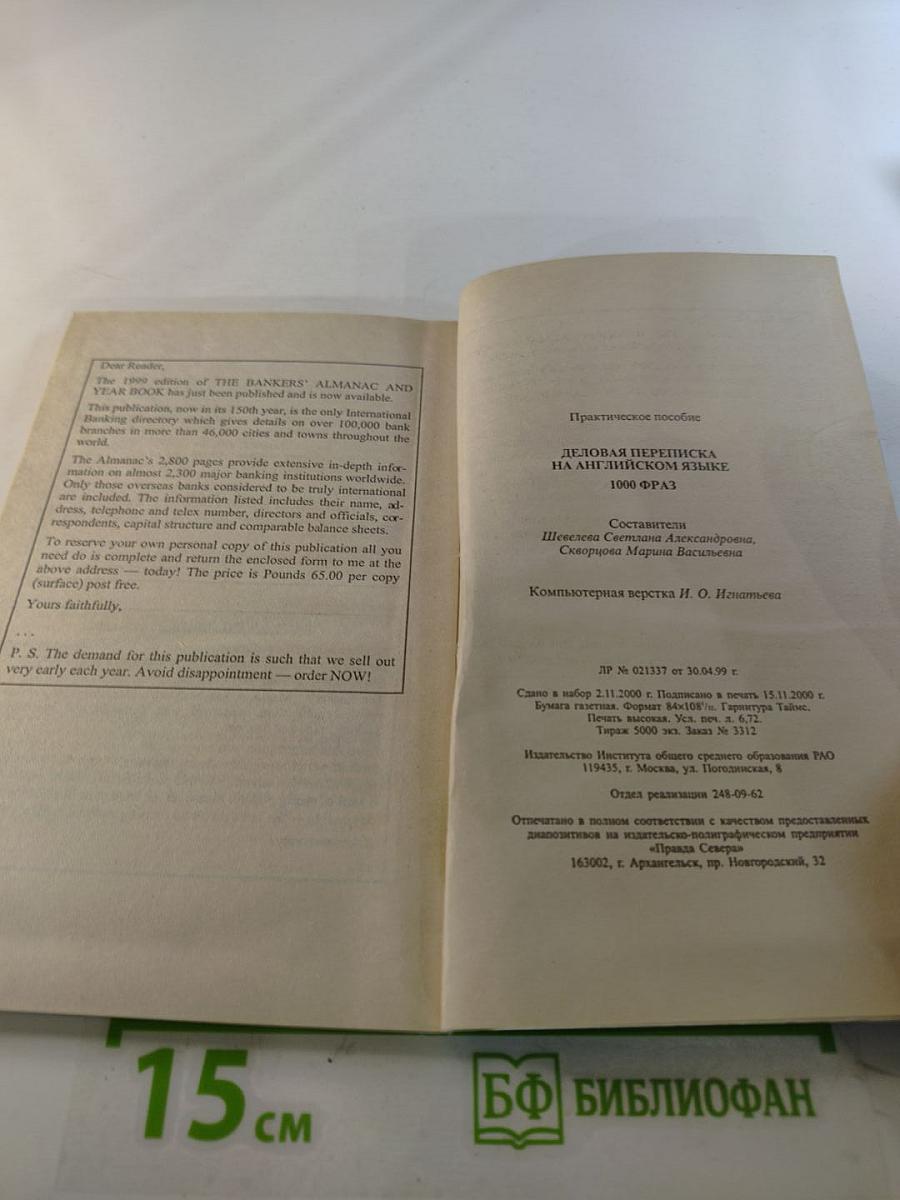 Dear Reader,
The 1999 edition of THE BANKERS' ALMANAC AND
YEAR BOOK has just been published and is now available.
This publication, now in its 150th year, is the only International
Banking directory which gives details on over 100,000 bank
branches in more than 46,000 cities and towns throughout the
world.
The Almanac's 2,800 pages provide extensive in-depth infor-
mation on almost 2,300 major banking institutions worldwide.
Only those overseas banks considered to be truly international
are included. The information listed includes their name, ad-
dress, telephone and telex number, directors and officials, cor-
respondents, capital structure and comparable balance sheets.
To reserve your own personal copy of this publication all you
need do is complete and return the enclosed form to me at the
above address — today! The price is Pounds 65.00 per copy
(surface) post free.
Yours faithfully,
...
P. S. The demand for this publication is such that we sell out
very early each year. Avoid disappointment — order NOW!
Практическое пособие
ДЕЛОВАЯ ПЕРЕПИСКА
НА АНГЛИЙСКОМ ЯЗЫКЕ
1000 ФРАЗ
Составители
Шевелева Светлана Александровна,
Скворцова Марина Васильевна
Компьютерная верстка И. О. Игнатьева
ЛР № 021337 от 30.04.99 г.
Сдано в набор 2.11.2000 г. Подписано в печать 15.11.2000 г.
Бумага газетная. Формат Гарнитура Таймс.
Печать высокая. Усл. печ. л. 6,72.
Тираж 5000 экз. Заказ № 3312
Издательство Института общего среднего образования РАО
119435, г. Москва, ул. Погодинская, 8
Отдел реализации 248-09-62
Отпечатано в полном соответствии с качеством предоставленных
диапозитивов на издательско-полиграфическом предприятии
«Правда Севера»
163002, г. Архангельск, пр. Новгородский, 32
15 см
БФ БИБЛИОФАН